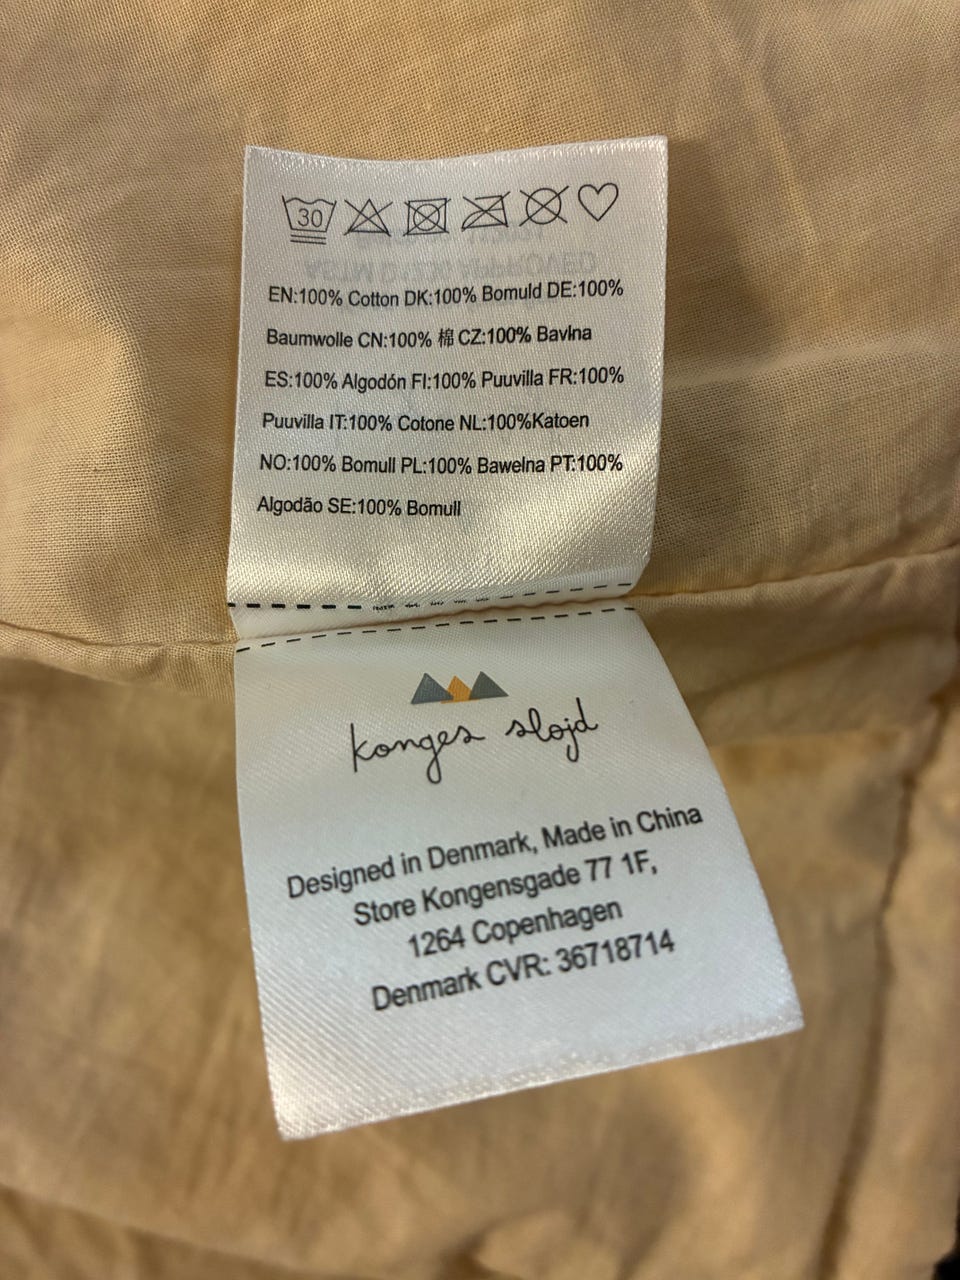 30
EN:100% Cotton DK:100% Bomuld DE:100%
Baumwolle CN:100% 棉 CZ:100% Bavlna
ES:100% Algodón FI:100% Puuvilla FR:100%
Puuvilla IT:100% Cotone NL:100%Katoen
NO:100% Bomull PL:100% Bawelna PT:100%
Algodão SE:100% Bomull
konges slojd
Designed in Denmark, Made in China
Store Kongensgade 77 1F,
1264 Copenhagen
Denmark CVR: 36718714